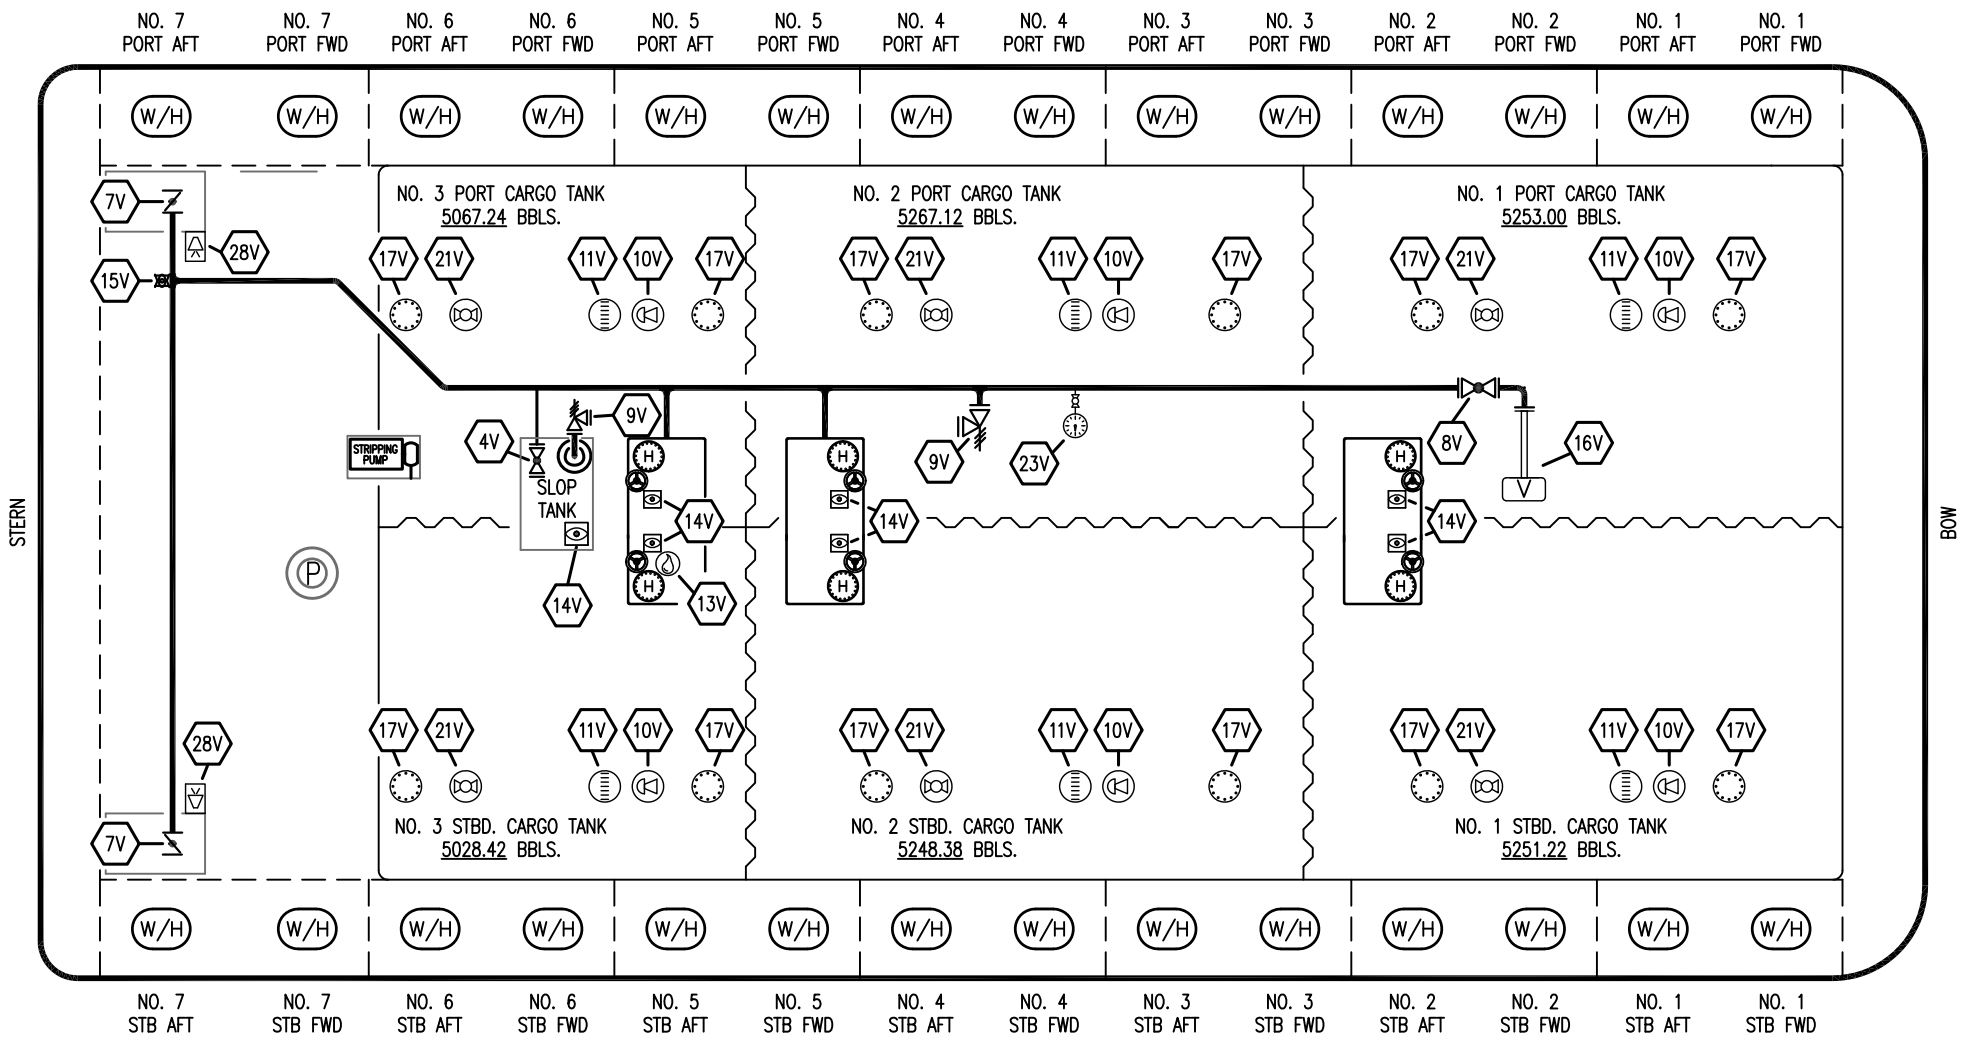 NO. 7 NO. 7 NO. 6 NO. 6 NO. 5 NO. 5 NO. 4 NO. 4 NO. 3 NO. 3 NO. 2 NO. 2 NO. 1 NO. 1
PORT AFT PORT FWD PORT AFT PORT FWD PORT AFT PORT FWD PORT AFT PORT FWD PORT AFT PORT FWD PORT AFT PORT FWD PORT AFT PORT FWD
W/H W/H W/H W/H W/H W/H W/H W/H W/H W/H W/H W/H W/H W/H
NO. 3 PORT CARGO TANK
5067.24 BBLS.
NO. 2 PORT CARGO TANK
5267.12 BBLS.
NO. 1 PORT CARGO TANK
5253.00 BBLS.
7V
28V
15V
17V 21V 11V 10V 17V 17V 21V 11V 10V 17V 17V 21V 11V 10V 17V
4V
9V
9V
23V
8V
16V
STRIPPING
PUMP
SLOP
TANK
H H H
V
14V 14V 14V
14V
13V
H H H
P
STERN
BOW
28V
7V
17V 21V 11V 10V 17V 17V 21V 11V 10V 17V 17V 21V 11V 10V 17V
NO. 3 STBD. CARGO TANK
5028.42 BBLS.
NO. 2 STBD. CARGO TANK
5248.38 BBLS.
NO. 1 STBD. CARGO TANK
5251.22 BBLS.
W/H W/H W/H W/H W/H W/H W/H W/H W/H W/H W/H W/H W/H W/H
NO. 7 NO. 7 NO. 6 NO. 6 NO. 5 NO. 5 NO. 4 NO. 4 NO. 3 NO. 3 NO. 2 NO. 2 NO. 1 NO. 1
STB AFT STB FWD STB AFT STB FWD STB AFT STB FWD STB AFT STB FWD STB AFT STB FWD STB AFT STB FWD STB AFT STB FWD